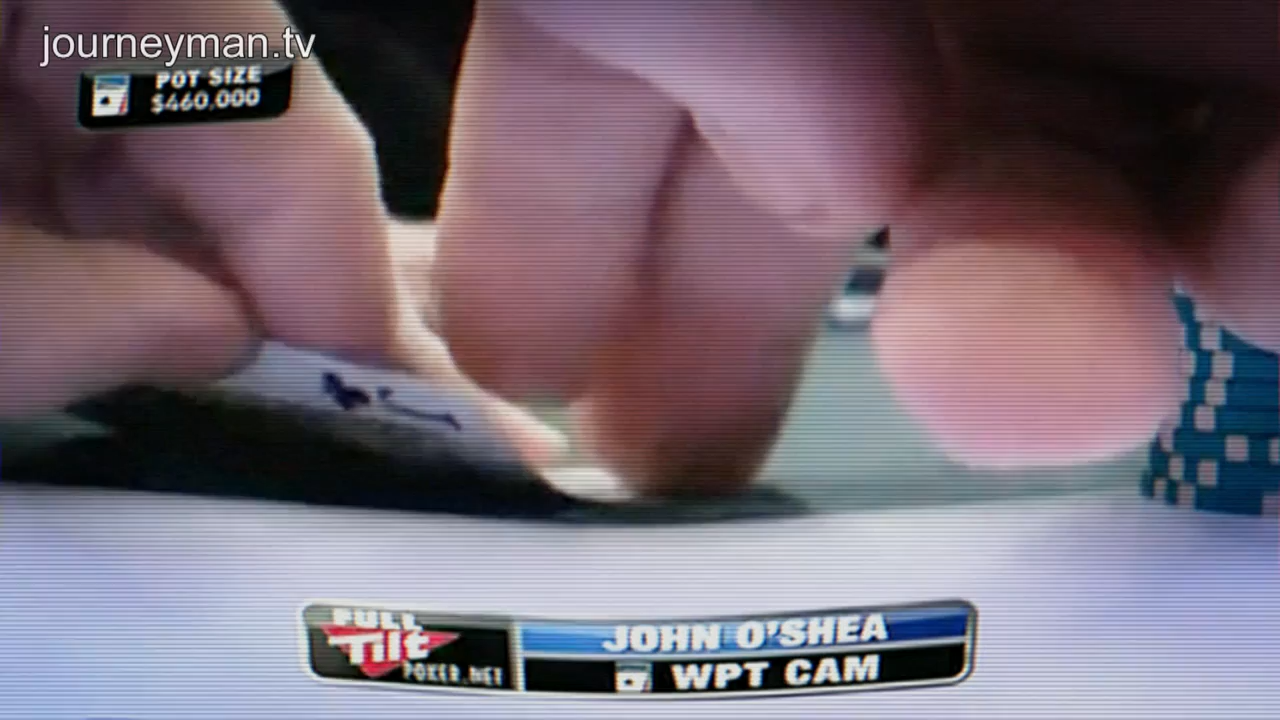 journeyman.tv
POT SIZE
$460,000
FULL
Tilt
POKER.NET
JOHN O'SHEA
WPT CAM